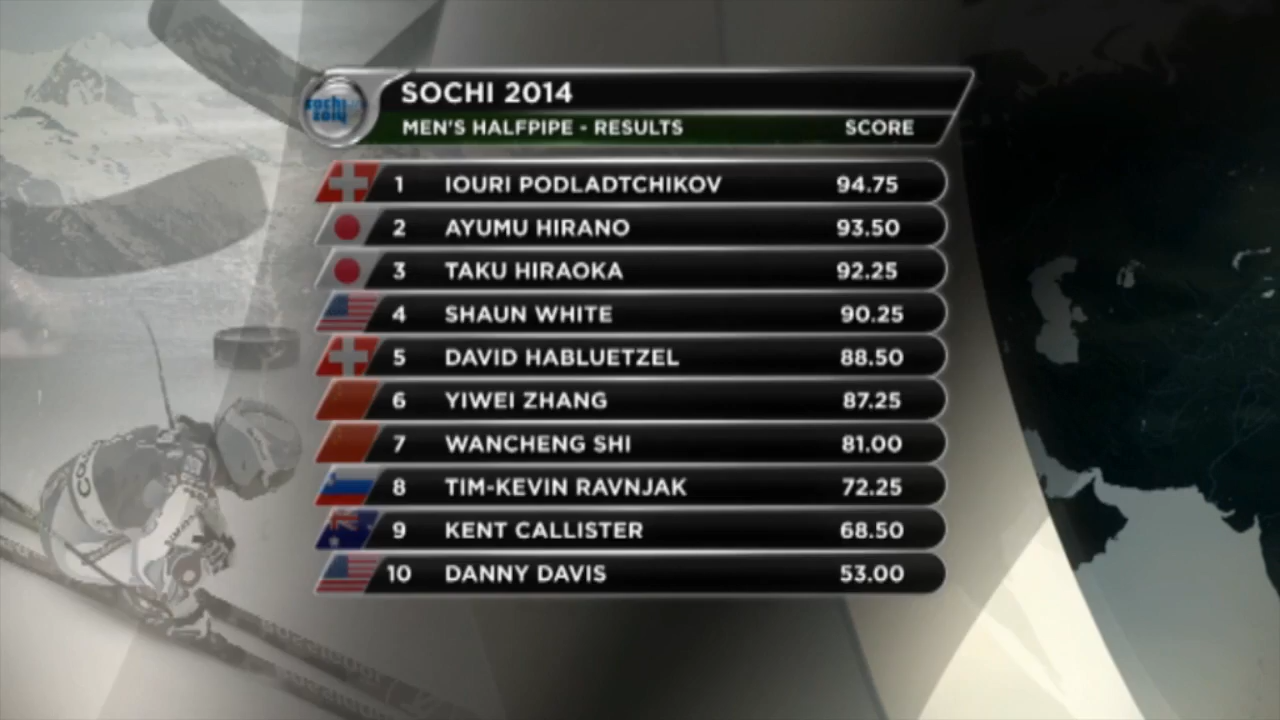 sochi
2014
SOCHI 2014
MEN'S HALFPIPE - RESULTS SCORE
1 IOURI PODLADTCHIKOV 94.75
2 AYUMU HIRANO 93.50
3 TAKU HIRAOKA 92.25
4 SHAUN WHITE 90.25
5 DAVID HABLUETZEL 88.50
6 YIWEI ZHANG 87.25
7 WANCHENG SHI 81.00
8 TIM-KEVIN RAVNJAK 72.25
9 KENT CALLISTER 68.50
10 DANNY DAVIS 53.00